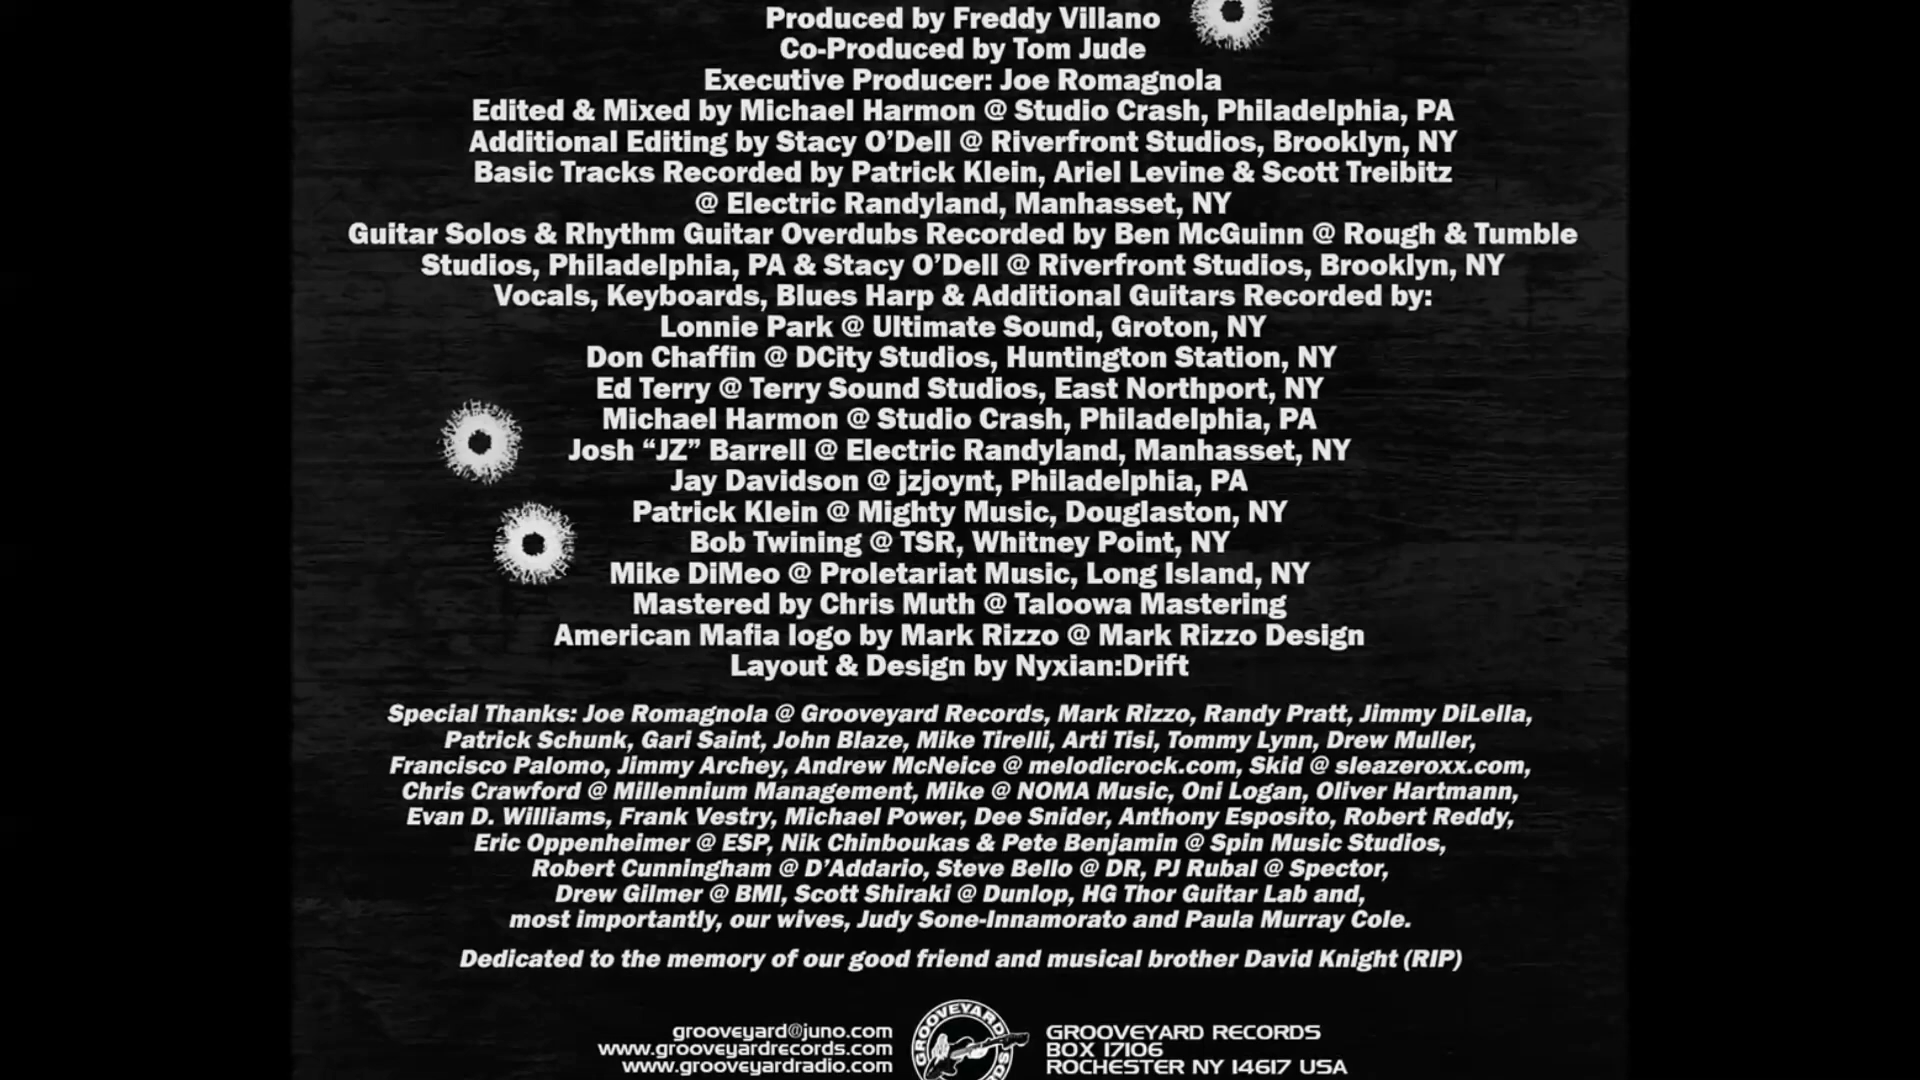 Produced by Freddy Villano
Co-Produced by Tom Jude
Executive Producer: Joe Romagnola
Edited & Mixed by Michael Harmon @ Studio Crash, Philadelphia, PA
Additional Editing by Stacy O’Dell @ Riverfront Studios, Brooklyn, NY
Basic Tracks Recorded by Patrick Klein, Ariel Levine & Scott Treibitz
@ Electric Randyland, Manhasset, NY
Guitar Solos & Rhythm Guitar Overdubs Recorded by Ben McGuinn @ Rough & Tumble
Studios, Philadelphia, PA & Stacy O’Dell @ Riverfront Studios, Brooklyn, NY
Vocals, Keyboards, Blues Harp & Additional Guitars Recorded by:
Lonnie Park @ Ultimate Sound, Groton, NY
Don Chaffin @ DCity Studios, Huntington Station, NY
Ed Terry @ Terry Sound Studios, East Northport, NY
Michael Harmon @ Studio Crash, Philadelphia, PA
Josh “JZ” Barrell @ Electric Randyland, Manhasset, NY
Jay Davidson @ jzjoynt, Philadelphia, PA
Patrick Klein @ Mighty Music, Douglaston, NY
Bob Twining @ TSR, Whitney Point, NY
Mike DiMeo @ Proletariat Music, Long Island, NY
Mastered by Chris Muth @ Taloowa Mastering
American Mafia logo by Mark Rizzo @ Mark Rizzo Design
Layout & Design by Nyxian:Drift
Special Thanks: Joe Romagnola @ Grooveyard Records, Mark Rizzo, Randy Pratt, Jimmy DiLella,
Patrick Schunk, Gari Saint, John Blaze, Mike Tirelli, Arti Tisi, Tommy Lynn, Drew Muller,
Francisco Palomo, Jimmy Archey, Andrew McNeice @ melodicrock.com, Skid @ sleazeroxx.com,
Chris Crawford @ Millennium Management, Mike @ NOMA Music, Oni Logan, Oliver Hartmann,
Evan D. Williams, Frank Vestry, Michael Power, Dee Snider, Anthony Esposito, Robert Reddy,
Eric Oppenheimer @ ESP, Nik Chinboukas & Pete Benjamin @ Spin Music Studios,
Robert Cunningham @ D’Addario, Steve Bello @ DR, PJ Rubal @ Spector,
Drew Gilmer @ BMI, Scott Shiraki @ Dunlop, HG Thor Guitar Lab and,
most importantly, our wives, Judy Sone-Innamorato and Paula Murray Cole.
Dedicated to the memory of our good friend and musical brother David Knight (RIP)
grooveyard@juno.com
www.grooveyardrecords.com
www.grooveyardradio.com
GROOVEYARD
GROOVEYARD RECORDS
BOX 17106
ROCHESTER NY 14617 USA